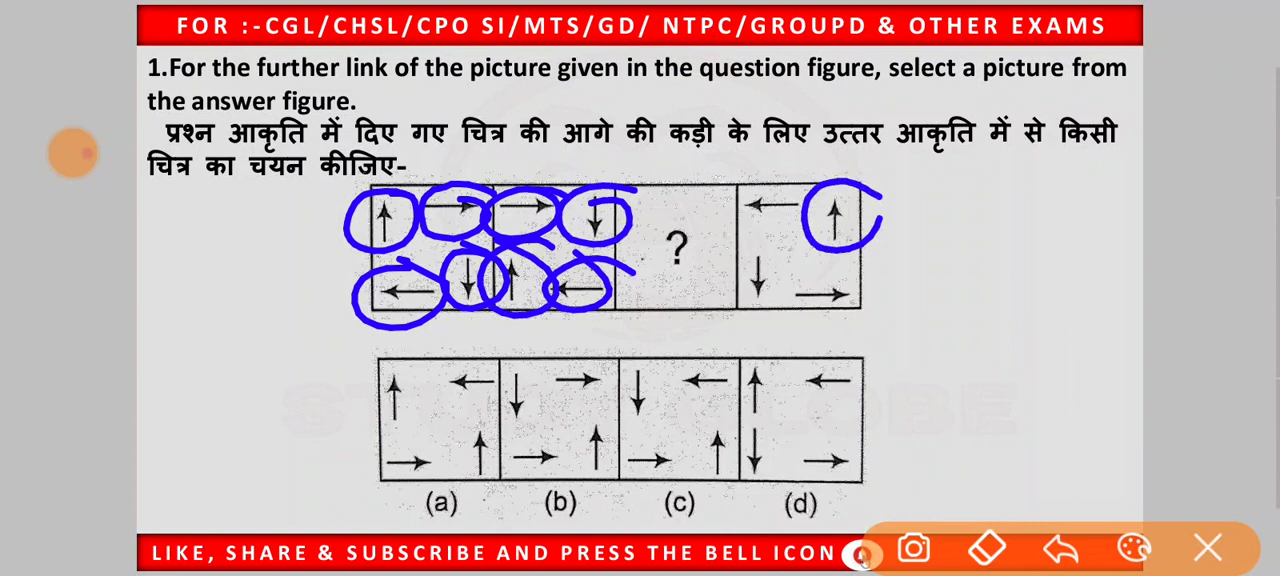 FOR :-CGL/CHSL/CPO SI/MTS/GD/ NTPC/GROUPD & OTHER EXAMS
1.For the further link of the picture given in the question figure, select a picture from
the answer figure.
प्रश्न आकृति में दिए गए चित्र की आगे की कड़ी के लिए उत्तर आकृति में से किसी
चित्र का चयन कीजिए-
?
(a) (b) (c) (d)
LIKE, SHARE & SUBSCRIBE AND PRESS THE BELL ICON